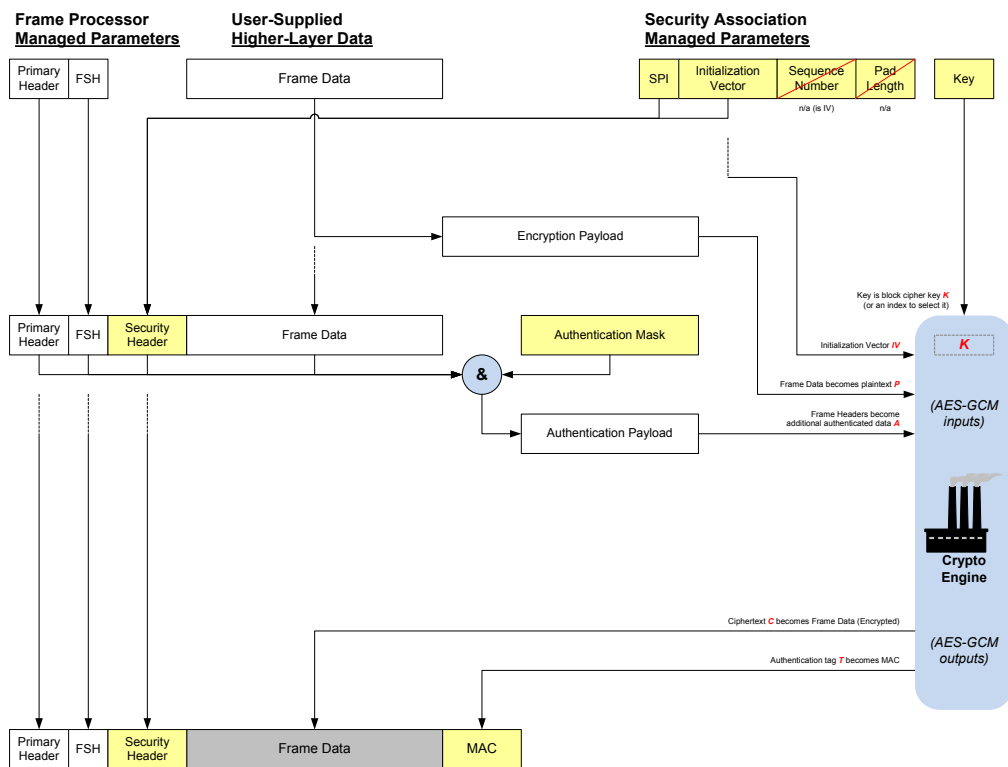 Frame Processor
Managed Parameters
User-Supplied
Higher-Layer Data
Security Association
Managed Parameters
Primary
Header
FSH
Frame Data
SPI
Initialization
Vector
Sequence
Number
Pad
Length
Key
n/a (is IV)
n/a
Encryption Payload
Key is block cipher key K
(or an index to select it)
Primary
Header
FSH
Security
Header
Frame Data
Authentication Mask
Initialization Vector IV
K
&
Frame Data becomes plaintext P
(AES-GCM
inputs)
Frame Headers become
additional authenticated data A
Authentication Payload
Crypto
Engine
Ciphertext C becomes Frame Data (Encrypted)
(AES-GCM
outputs)
Authentication tag T becomes MAC
Primary
Header
FSH
Security
Header
Frame Data
MAC